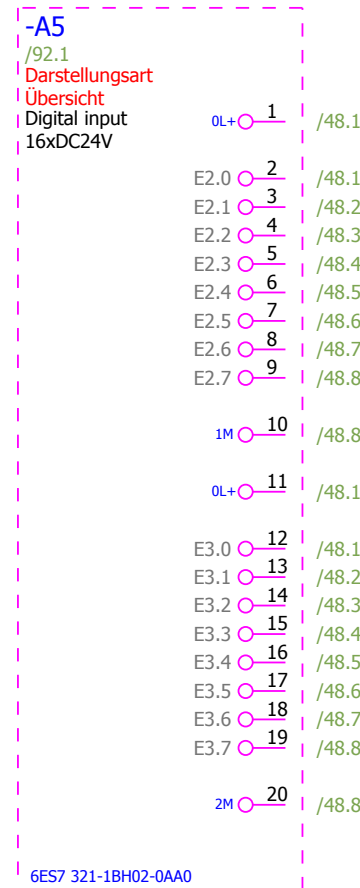 -A5
/92.1
Darstellungsart
Übersicht
Digital input
16xDC24V
0L+ 1 /48.1
E2.0 2 /48.1
E2.1 3 /48.2
E2.2 4 /48.3
E2.3 5 /48.4
E2.4 6 /48.5
E2.5 7 /48.6
E2.6 8 /48.7
E2.7 9 /48.8
1M 10 /48.8
0L+ 11 /48.1
E3.0 12 /48.1
E3.1 13 /48.2
E3.2 14 /48.3
E3.3 15 /48.4
E3.4 16 /48.5
E3.5 17 /48.6
E3.6 18 /48.7
E3.7 19 /48.8
2M 20 /48.8
6ES7 321-1BH02-0AA0